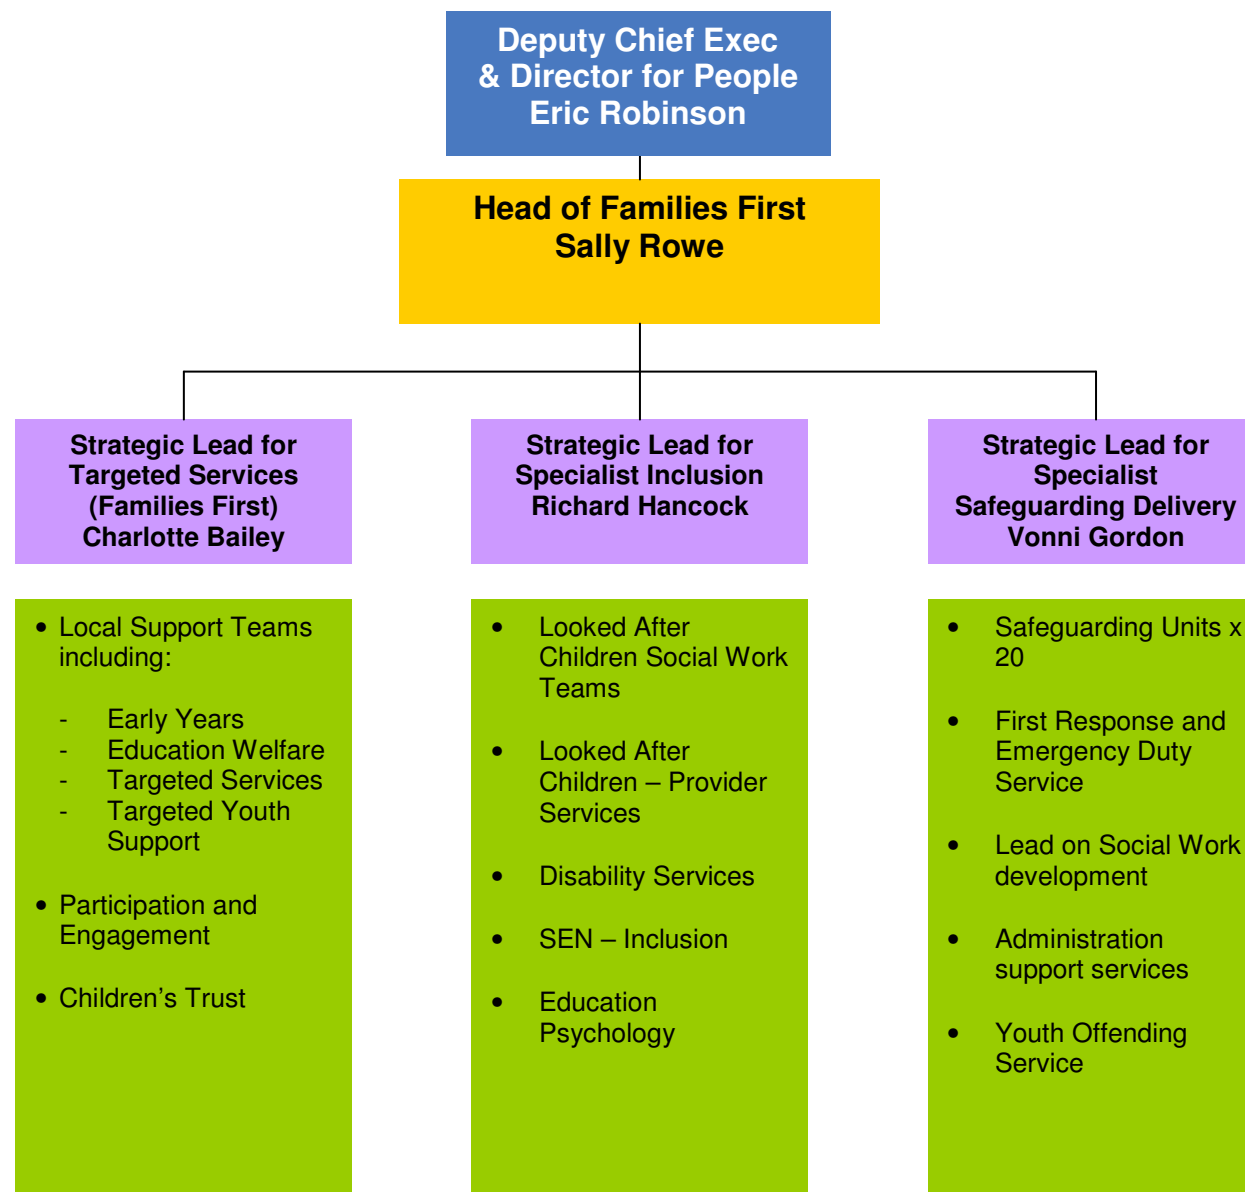 Deputy Chief Exec
& Director for People
Eric Robinson
Head of Families First
Sally Rowe
Strategic Lead for
Targeted Services
(Families First)
Charlotte Bailey
Strategic Lead for
Specialist Inclusion
Richard Hancock
Strategic Lead for
Specialist
Safeguarding Delivery
Vonni Gordon
• Local Support Teams
including:
- Early Years
- Education Welfare
- Targeted Services
- Targeted Youth
Support
• Participation and
Engagement
• Children’s Trust
• Looked After
Children Social Work
Teams
• Looked After
Children – Provider
Services
• Disability Services
• SEN – Inclusion
• Education
Psychology
• Safeguarding Units x
20
• First Response and
Emergency Duty
Service
• Lead on Social Work
development
• Administration
support services
• Youth Offending
Service